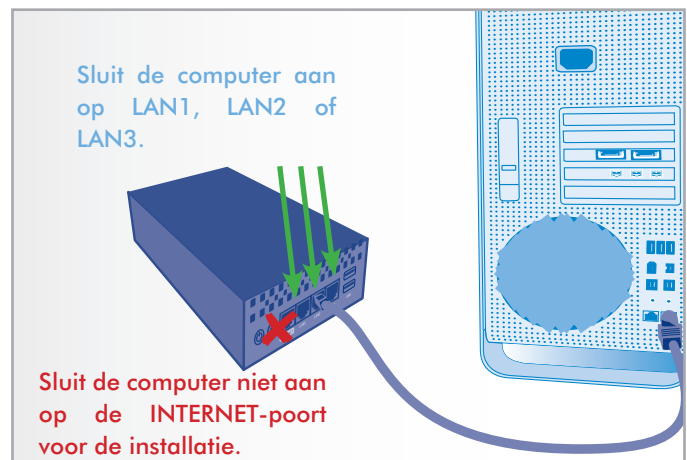 Sluit de computer aan
op LAN1, LAN2 of
LAN3.
Sluit de computer niet aan
op de INTERNET-poort
voor de installatie.